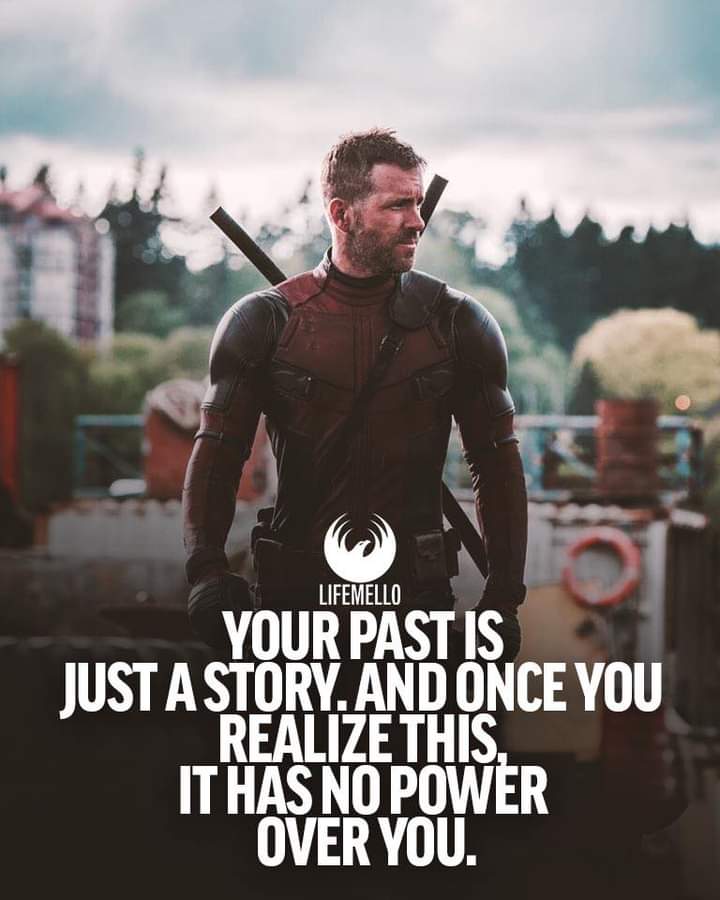 LIFEMELLO
YOUR PAST IS
JUST A STORY. AND ONCE YOU
REALIZE THIS,
IT HAS NO POWER
OVER YOU.